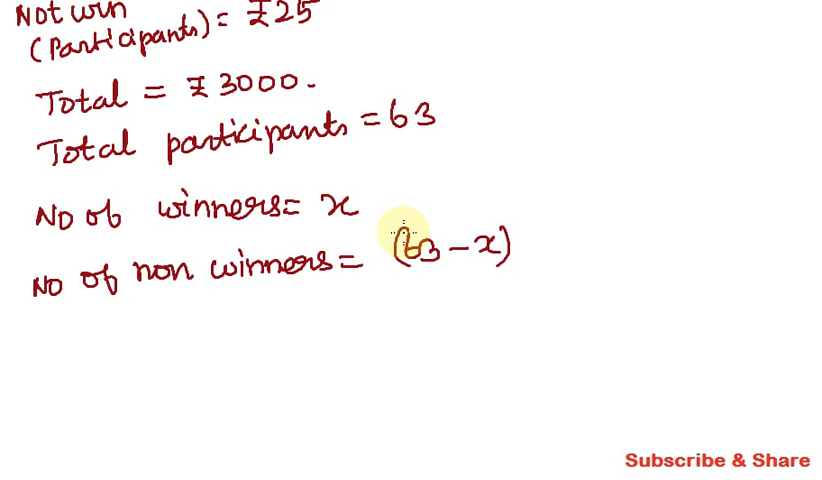 Not win
(Participants) = ₹25
Total = ₹3000.
Total participants = 63
No of winners = x
No of non winners = (63 - x)
Subscribe & Share